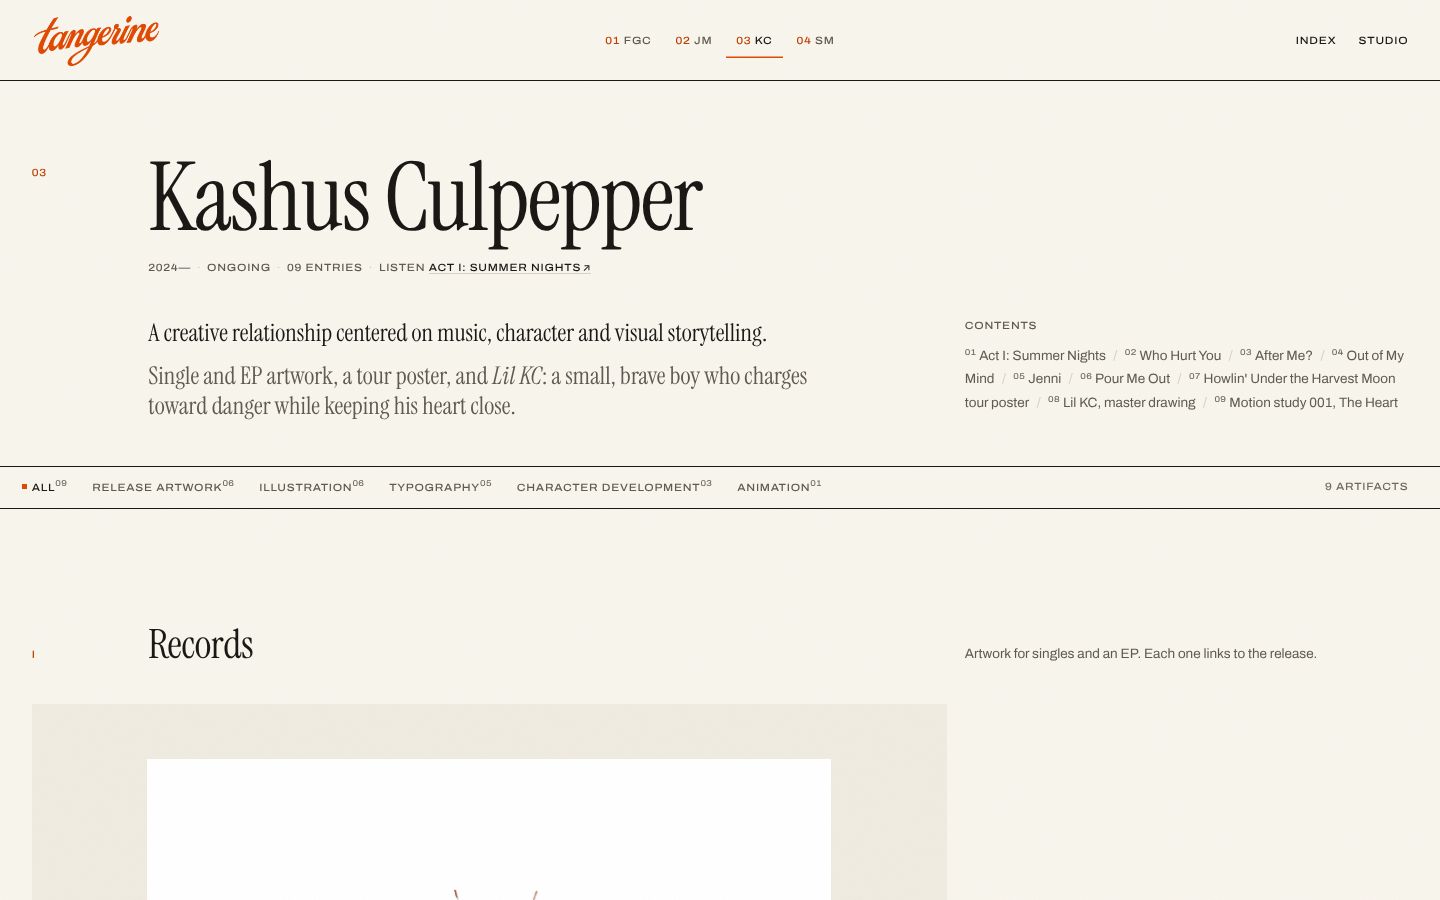 tangerine
01 FGC 02 JM 03 KC 04 SM
INDEX STUDIO
03
Kashus Culpepper
2024— · ONGOING · 09 ENTRIES · LISTEN ACT I: SUMMER NIGHTS↗
A creative relationship centered on music, character and visual storytelling.
Single and EP artwork, a tour poster, and Lil KC: a small, brave boy who charges
toward danger while keeping his heart close.
CONTENTS
01 Act I: Summer Nights / 02 Who Hurt You / 03 After Me? / 04 Out of My
Mind / 05 Jenni / 06 Pour Me Out / 07 Howlin' Under the Harvest Moon
tour poster / 08 Lil KC, master drawing / 09 Motion study 001, The Heart
ALL09 RELEASE ARTWORK06 ILLUSTRATION06 TYPOGRAPHY05 CHARACTER DEVELOPMENT03 ANIMATION01
9 ARTIFACTS
I
Records
Artwork for singles and an EP. Each one links to the release.